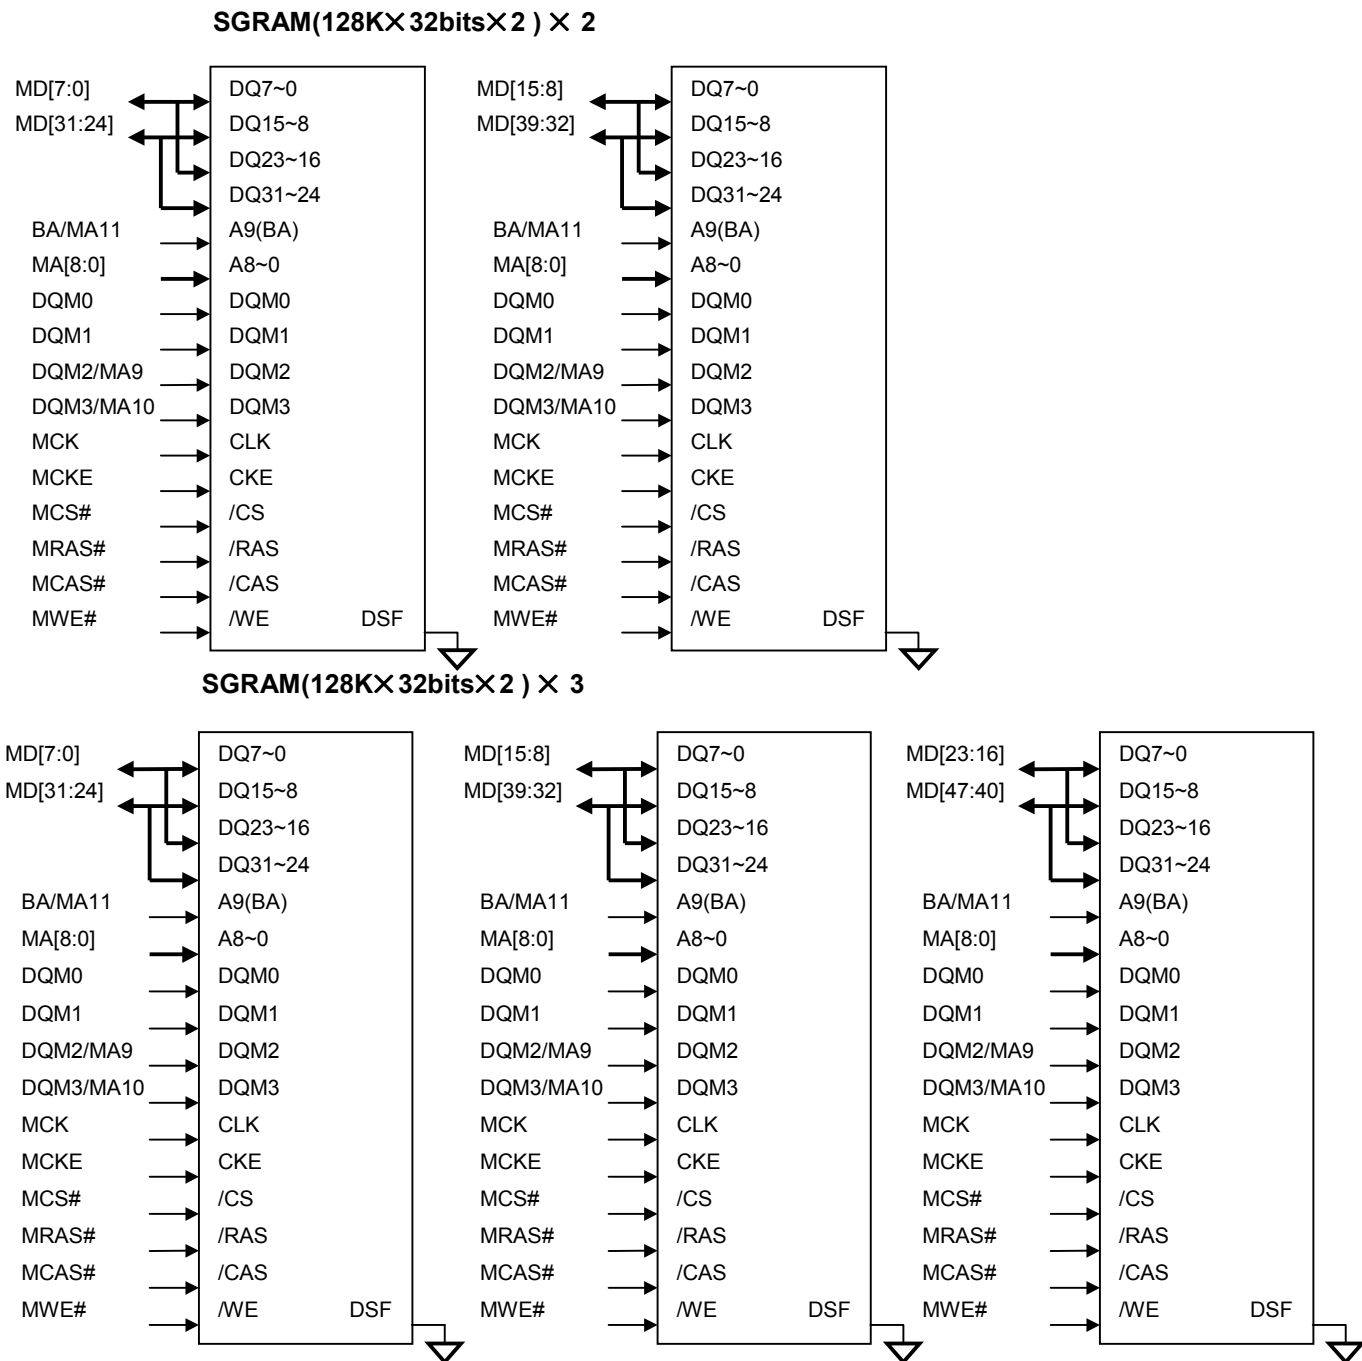 SGRAM(128K×32bits×2 ) × 2
MD[7:0] DQ7~0 MD[15:8] DQ7~0
MD[31:24] DQ15~8 MD[39:32] DQ15~8
DQ23~16 DQ23~16
DQ31~24 DQ31~24
BA/MA11 A9(BA) BA/MA11 A9(BA)
MA[8:0] A8~0 MA[8:0] A8~0
DQM0 DQM0 DQM0 DQM0
DQM1 DQM1 DQM1 DQM1
DQM2/MA9 DQM2 DQM2/MA9 DQM2
DQM3/MA10 DQM3 DQM3/MA10 DQM3
MCK CLK MCK CLK
MCKE CKE MCKE CKE
MCS# /CS MCS# /CS
MRAS# /RAS MRAS# /RAS
MCAS# /CAS MCAS# /CAS
MWE# /WE DSF MWE# /WE DSF
SGRAM(128K×32bits×2 ) × 3
MD[7:0] DQ7~0 MD[15:8] DQ7~0 MD[23:16] DQ7~0
MD[31:24] DQ15~8 MD[39:32] DQ15~8 MD[47:40] DQ15~8
DQ23~16 DQ23~16 DQ23~16
DQ31~24 DQ31~24 DQ31~24
BA/MA11 A9(BA) BA/MA11 A9(BA) BA/MA11 A9(BA)
MA[8:0] A8~0 MA[8:0] A8~0 MA[8:0] A8~0
DQM0 DQM0 DQM0 DQM0 DQM0 DQM0
DQM1 DQM1 DQM1 DQM1 DQM1 DQM1
DQM2/MA9 DQM2 DQM2/MA9 DQM2 DQM2/MA9 DQM2
DQM3/MA10 DQM3 DQM3/MA10 DQM3 DQM3/MA10 DQM3
MCK CLK MCK CLK MCK CLK
MCKE CKE MCKE CKE MCKE CKE
MCS# /CS MCS# /CS MCS# /CS
MRAS# /RAS MRAS# /RAS MRAS# /RAS
MCAS# /CAS MCAS# /CAS MCAS# /CAS
MWE# /WE DSF MWE# /WE DSF MWE# /WE DSF